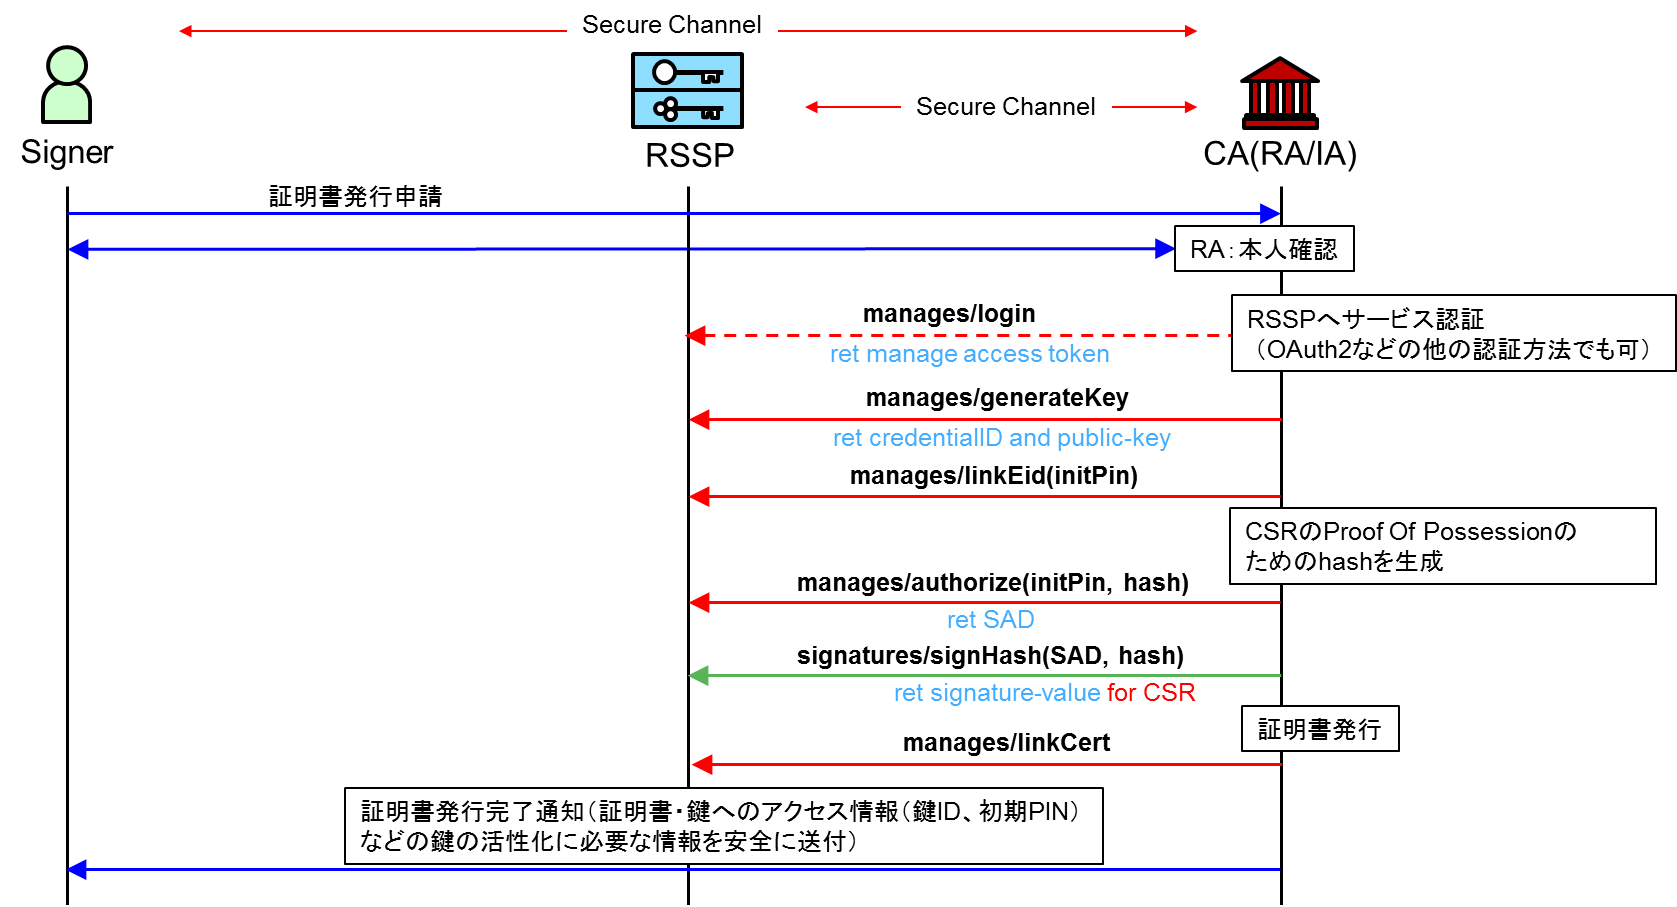 Secure Channel
Secure Channel
Signer
RSSP
CA(RA/IA)
証明書発行申請
RA：本人確認
manages/login
ret manage access token
RSSPへサービス認証
（OAuth2などの他の認証方法でも可）
manages/generateKey
ret credentialID and public-key
manages/linkEid(initPin)
CSRのProof Of Possessionの
ためのhashを生成
manages/authorize(initPin, hash)
ret SAD
signatures/signHash(SAD, hash)
ret signature-value for CSR
証明書発行
manages/linkCert
証明書発行完了通知（証明書・鍵へのアクセス情報（鍵ID、初期PIN）
などの鍵の活性化に必要な情報を安全に送付）